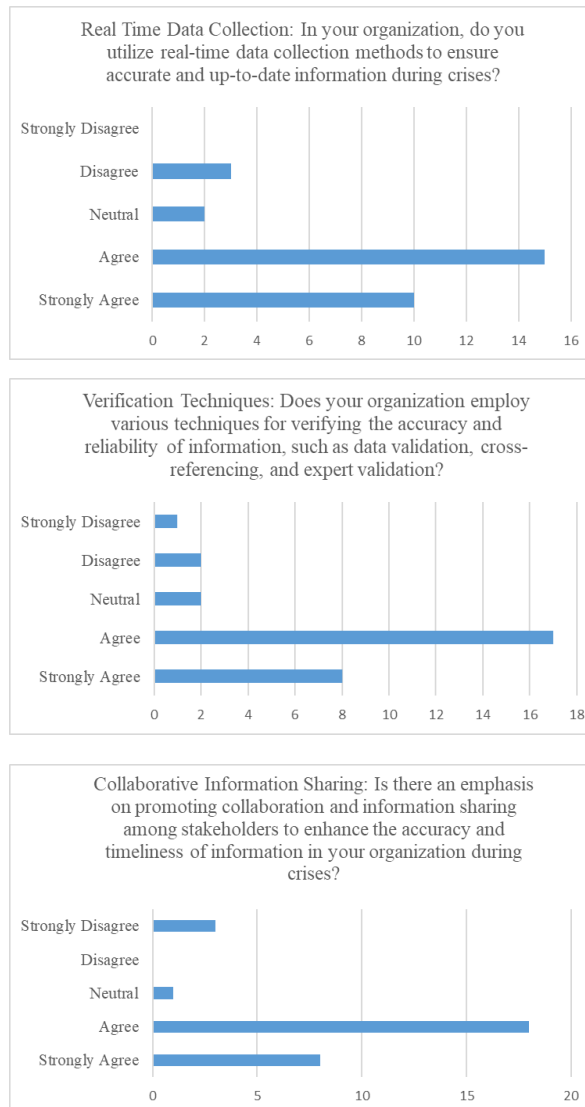 Real Time Data Collection: In your organization, do you
utilize real-time data collection methods to ensure
accurate and up-to-date information during crises?
Strongly Disagree
Disagree
Neutral
Agree
Strongly Agree
0 2 4 6 8 10 12 14 16
Verification Techniques: Does your organization employ
various techniques for verifying the accuracy and
reliability of information, such as data validation, cross-
referencing, and expert validation?
Strongly Disagree
Disagree
Neutral
Agree
Strongly Agree
0 2 4 6 8 10 12 14 16 18
Collaborative Information Sharing: Is there an emphasis
on promoting collaboration and information sharing
among stakeholders to enhance the accuracy and
timeliness of information in your organization during
crises?
Strongly Disagree
Disagree
Neutral
Agree
Strongly Agree
0 5 10 15 20